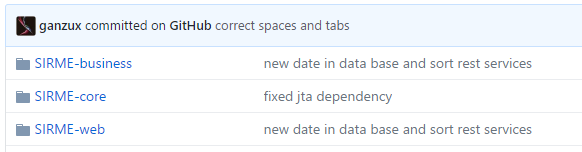 ganzux committed on GitHub correct spaces and tabs
SIRME-business new date in data base and sort rest services
SIRME-core fixed jta dependency
SIRME-web new date in data base and sort rest services